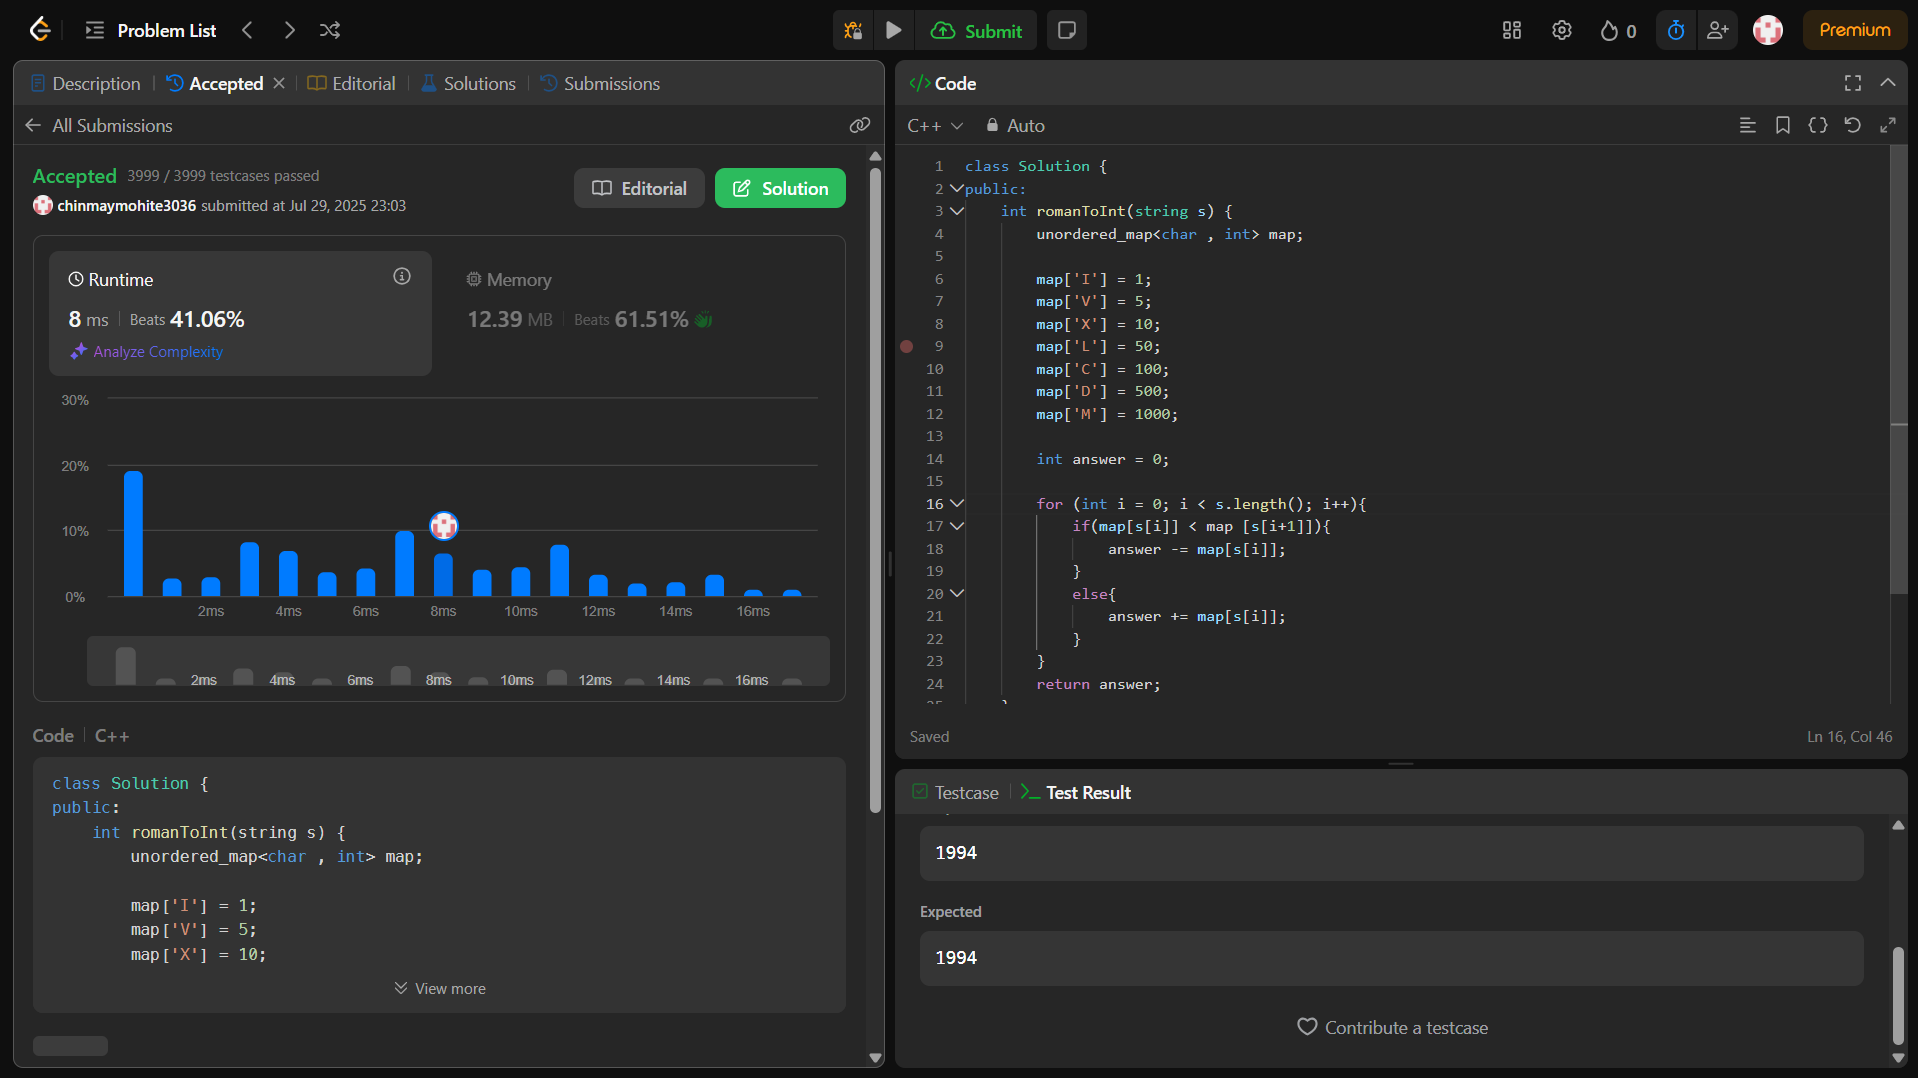 Problem List
Submit
0
Premium
Description
Accepted
Editorial
Solutions
Submissions
All Submissions
Accepted 3999 / 3999 testcases passed
chinmaymohite3036 submitted at Jul 29, 2025 23:03
Editorial
Solution
Runtime
8 ms
Beats 41.06%
Analyze Complexity
Memory
12.39 MB
Beats 61.51%
30%
20%
10%
0%
2ms 4ms 6ms 8ms 10ms 12ms 14ms 16ms
2ms 4ms 6ms 8ms 10ms 12ms 14ms 16ms
Code
C++
class Solution {
public:
    int romanToInt(string s) {
        unordered_map<char , int> map;

        map['I'] = 1;
        map['V'] = 5;
        map['X'] = 10;
View more
</> Code
C++
Auto
1 class Solution {
2 public:
3     int romanToInt(string s) {
4         unordered_map<char , int> map;
5
6         map['I'] = 1;
7         map['V'] = 5;
8         map['X'] = 10;
9         map['L'] = 50;
10         map['C'] = 100;
11         map['D'] = 500;
12         map['M'] = 1000;
13
14         int answer = 0;
15
16         for (int i = 0; i < s.length(); i++){
17             if(map[s[i]] < map [s[i+1]]){
18                 answer -= map[s[i]];
19             }
20             else{
21                 answer += map[s[i]];
22             }
23         }
24         return answer;
Saved
Ln 16, Col 46
Testcase
Test Result
1994
Expected
1994
Contribute a testcase